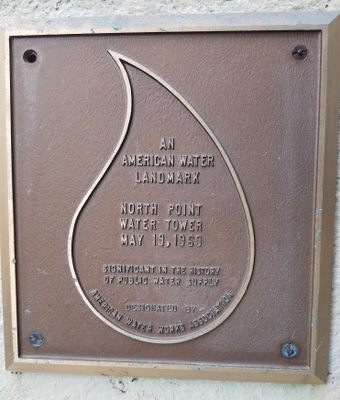 AN
AMERICAN WATER
LANDMARK
NORTH POINT
WATER TOWER
MAY 19, 1969
SIGNIFICANT IN THE HISTORY
OF PUBLIC WATER SUPPLY
DESIGNATED BY
AMERICAN WATER WORKS ASSOCIATION